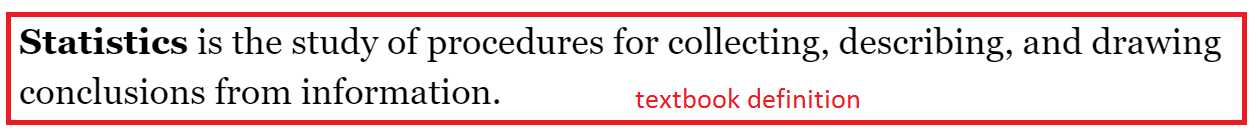 Statistics is the study of procedures for collecting, describing, and drawing
conclusions from information.
textbook definition